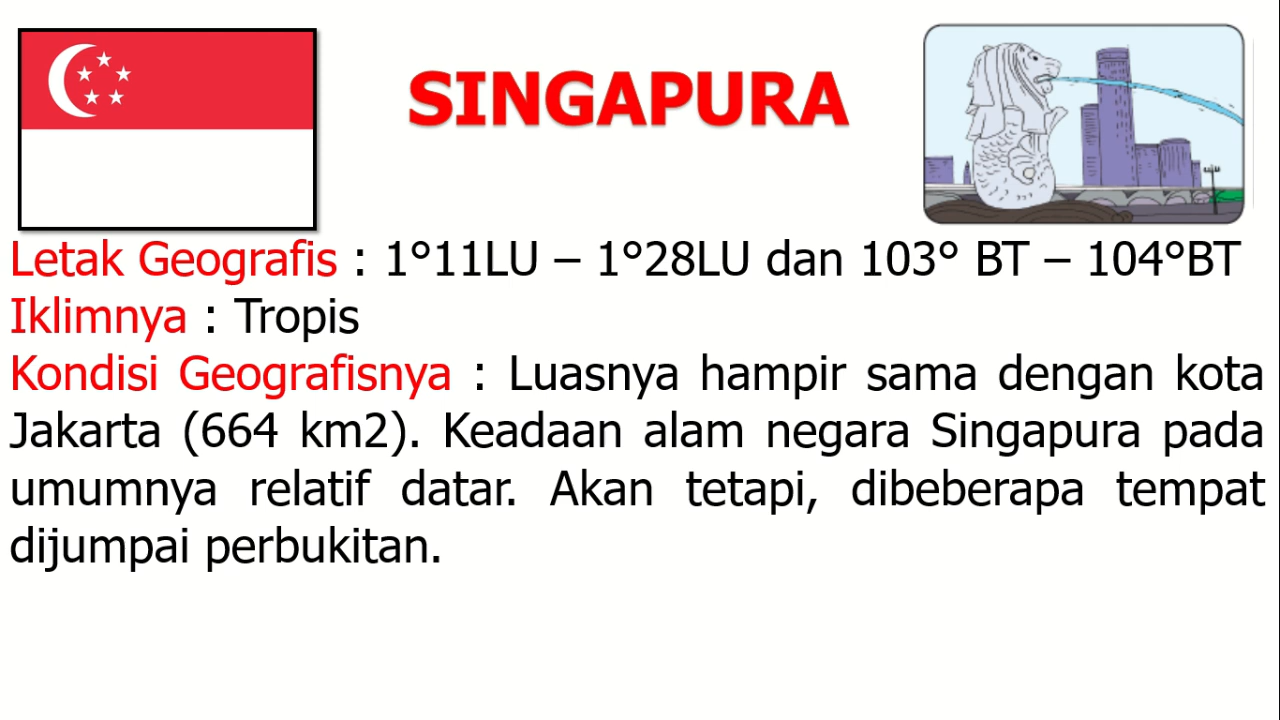 SINGAPURA
Letak Geografis : 1°11LU – 1°28LU dan 103° BT – 104°BT
Iklimnya : Tropis
Kondisi Geografisnya : Luasnya hampir sama dengan kota
Jakarta (664 km2). Keadaan alam negara Singapura pada
umumnya relatif datar. Akan tetapi, dibeberapa tempat
dijumpai perbukitan.